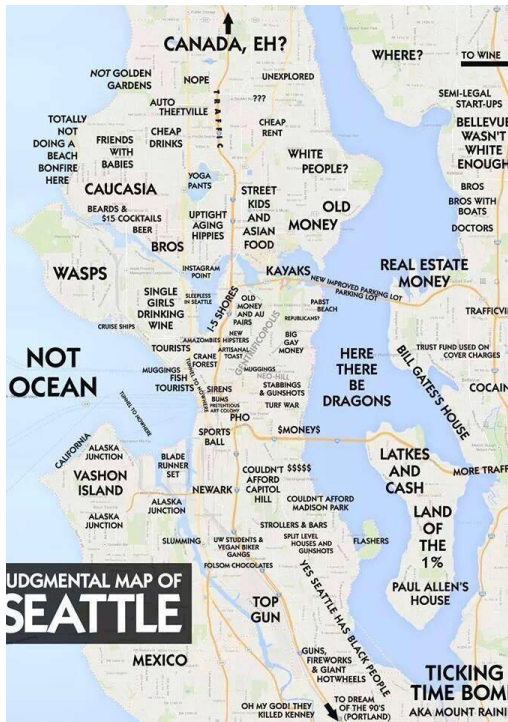 CANADA, EH?
WHERE?
TO WINE
NOT GOLDEN
GARDENS
NOPE
UNEXPLORED
SEMI-LEGAL
START-UPS
AUTO
THEFTVILLE
TRAFFIC
???
CHEAP
RENT
TOTALLY
NOT
DOING A
BEACH
BONFIRE
HERE
FRIENDS
WITH
BABIES
CHEAP
DRINKS
BELLEVUE
WASN'T
WHITE
ENOUGH
WHITE
PEOPLE?
CAUCASIA
YOGA
PANTS
STREET
KIDS
AND
ASIAN
FOOD
BROS
BROS WITH
BOATS
DOCTORS
BEARDS &
$15 COCKTAILS
BEER
UPTIGHT
AGING
HIPPIES
OLD
MONEY
BROS
WASPS
INSTAGRAM
POINT
KAYAKS
REAL ESTATE
MONEY
NEW IMPROVED PARKING LOT
PARKING LOT
SINGLE
GIRLS
DRINKING
WINE
SLEEPLESS
IN SEATTLE
I-5 SHORES
OLD
MONEY
AND AU
PAIRS
PABST
BEACH
REPUBLICANS?
TRAFFICVI
CRUISE SHIPS
GENTRIFICOPOLIS
NEW
HIPSTERS
AMAZOMBIES
ARTISANAL
TOAST
BIG
GAY
MONEY
TOURISTS
CRANE
FOREST
NOT
OCEAN
HERE
THERE
BE
DRAGONS
TRUST FUND USED ON
COVER CHARGES
BILL GATES'S HOUSE
COCAIN
MUGGINGS
FISH
TOURISTS
TUNNEL TO NOWHERE
MUGGINGS
NEO-HILL
STABBINGS
& GUNSHOTS
SIRENS
BUMS
PRETENTIOUS
ART COLONY
TURF WAR
TUNNEL TO NOWHERE
PHO
SPORTS
BALL
$MONEY$
CALIFORNIA
ALASKA
JUNCTION
BLADE
RUNNER
SET
LATKES
AND
CASH
MORE TRAFF
VASHON
ISLAND
COULDN'T
AFFORD
CAPITOL
HILL
$$$$$
NEWARK
COULDN'T AFFORD
MADISON PARK
ALASKA
JUNCTION
ALASKA
JUNCTION
LAND
OF
THE
1%
STROLLERS & BARS
SPLIT LEVEL
HOUSES AND
GUNSHOTS
FLASHERS
SLUMMING
UW STUDENTS &
VEGAN BIKER
GANGS
FOLSOM CHOCOLATES
YES SEATTLE HAS BLACK PEOPLE
PAUL ALLEN'S
HOUSE
UDGMENTAL MAP OF
SEATTLE
TOP
GUN
MEXICO
GUNS,
FIREWORKS
& GIANT
HOTWHEELS
TICKING
TIME BOM
AKA MOUNT RAINI
OH MY GOD! THEY
KILLED KENNEY
TO DREAM
OF THE 90'S
(PORTLAND)